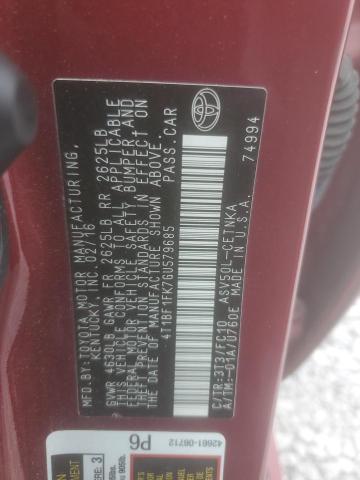 MFD. BY: TOYOTA MOTOR MANUFACTURING,
KENTUCKY, INC. 02/16
GVWR 4630LB GAWR FR 2625LB RR 2625LB
THIS VEHICLE CONFORMS TO ALL APPLICABLE
FEDERAL MOTOR VEHICLE SAFETY, BUMPER AND
THEFT PREVENTION STANDARDS IN EFFECT ON
THE DATE OF MANUFACTURE SHOWN ABOVE.
4T1BF1FK7GU579685 PASS.CAR
C/TR:3T3/FC10 ASV50L-CETNKA
A/TM:-01A/U760E MADE IN U.S.A.
74994
42661-06712
P6
ERE: 3